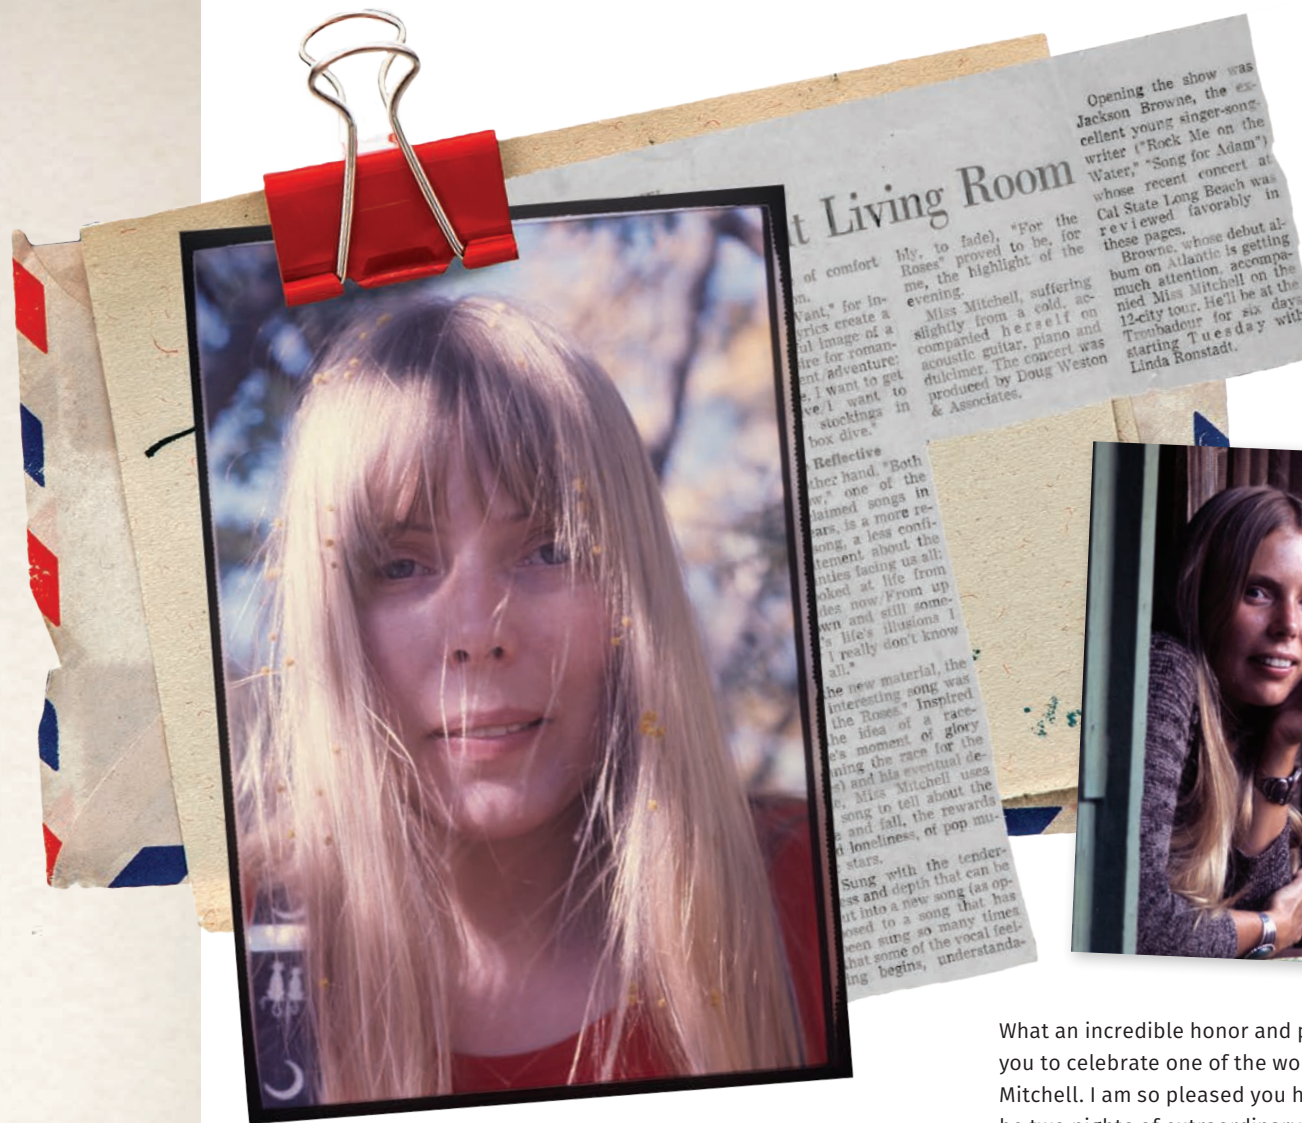 t Living Room
of comfort
on.
Vant," for in-
yrics create a
ul image of a
ire for roman-
ent/adventure:
e, I want to get
ve/I want to
stockings in
box dive."
Reflective
ther hand, "Both
w," one of the
laimed songs in
ears, is a more re-
song, a less confi-
tement about the
nties facing us all:
oked at life from
des now/From up
wn and still some-
's life's illusions I
I really don't know
all."
he new material, the
interesting song was
the Roses." Inspired
he idea of a race-
e's moment of glory
ning the race for the
s) and his eventual de-
e, Miss Mitchell uses
song to tell about the
e and fall, the rewards
d loneliness, of pop mu-
stars.
Sung with the tender-
ess and depth that can be
ut into a new song (as op-
osed to a song that has
een sung so many times
hat some of the vocal feel-
ing begins, understanda-
bly, to fade), "For the
Roses" proved to be, for
me, the highlight of the
evening.
Miss Mitchell, suffering
slightly from a cold, ac-
companied herself on
acoustic guitar, piano and
dulcimer. The concert was
produced by Doug Weston
& Associates.
Opening the show was
Jackson Browne, the ex-
cellent young singer-song-
writer ("Rock Me on the
Water," "Song for Adam")
whose recent concert at
Cal State Long Beach was
reviewed favorably in
these pages.
Browne, whose debut al-
bum on Atlantic is getting
much attention, accompa-
nied Miss Mitchell on the
12-city tour. He'll be at the
Troubadour for six days
starting Tuesday with
Linda Ronstadt.
What an incredible honor and p
you to celebrate one of the wo
Mitchell. I am so pleased you h
be two nights of extraordinary